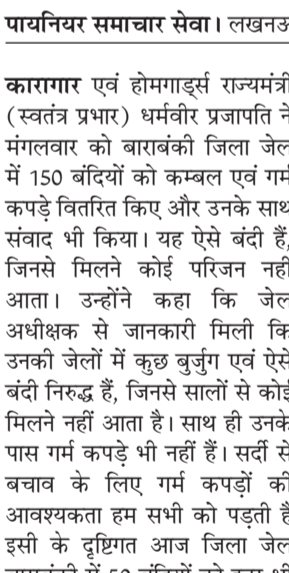 पायनियर समाचार सेवा। लखनऊ
कारागार एवं होमगार्ड्स राज्यमंत्री
(स्वतंत्र प्रभार) धर्मवीर प्रजापति ने
मंगलवार को बाराबंकी जिला जेल
में 150 बंदियों को कम्बल एवं गर्म
कपड़े वितरित किए और उनके साथ
संवाद भी किया। यह ऐसे बंदी हैं,
जिनसे मिलने कोई परिजन नहीं
आता। उन्होंने कहा कि जेल
अधीक्षक से जानकारी मिली कि
उनकी जेलों में कुछ बुर्जुग एवं ऐसे
बंदी निरुद्ध हैं, जिनसे सालों से कोई
मिलने नहीं आता है। साथ ही उनके
पास गर्म कपड़े भी नहीं हैं। सर्दी से
बचाव के लिए गर्म कपड़ों की
आवश्यकता हम सभी को पड़ती है
इसी के दृष्टिगत आज जिला जेल